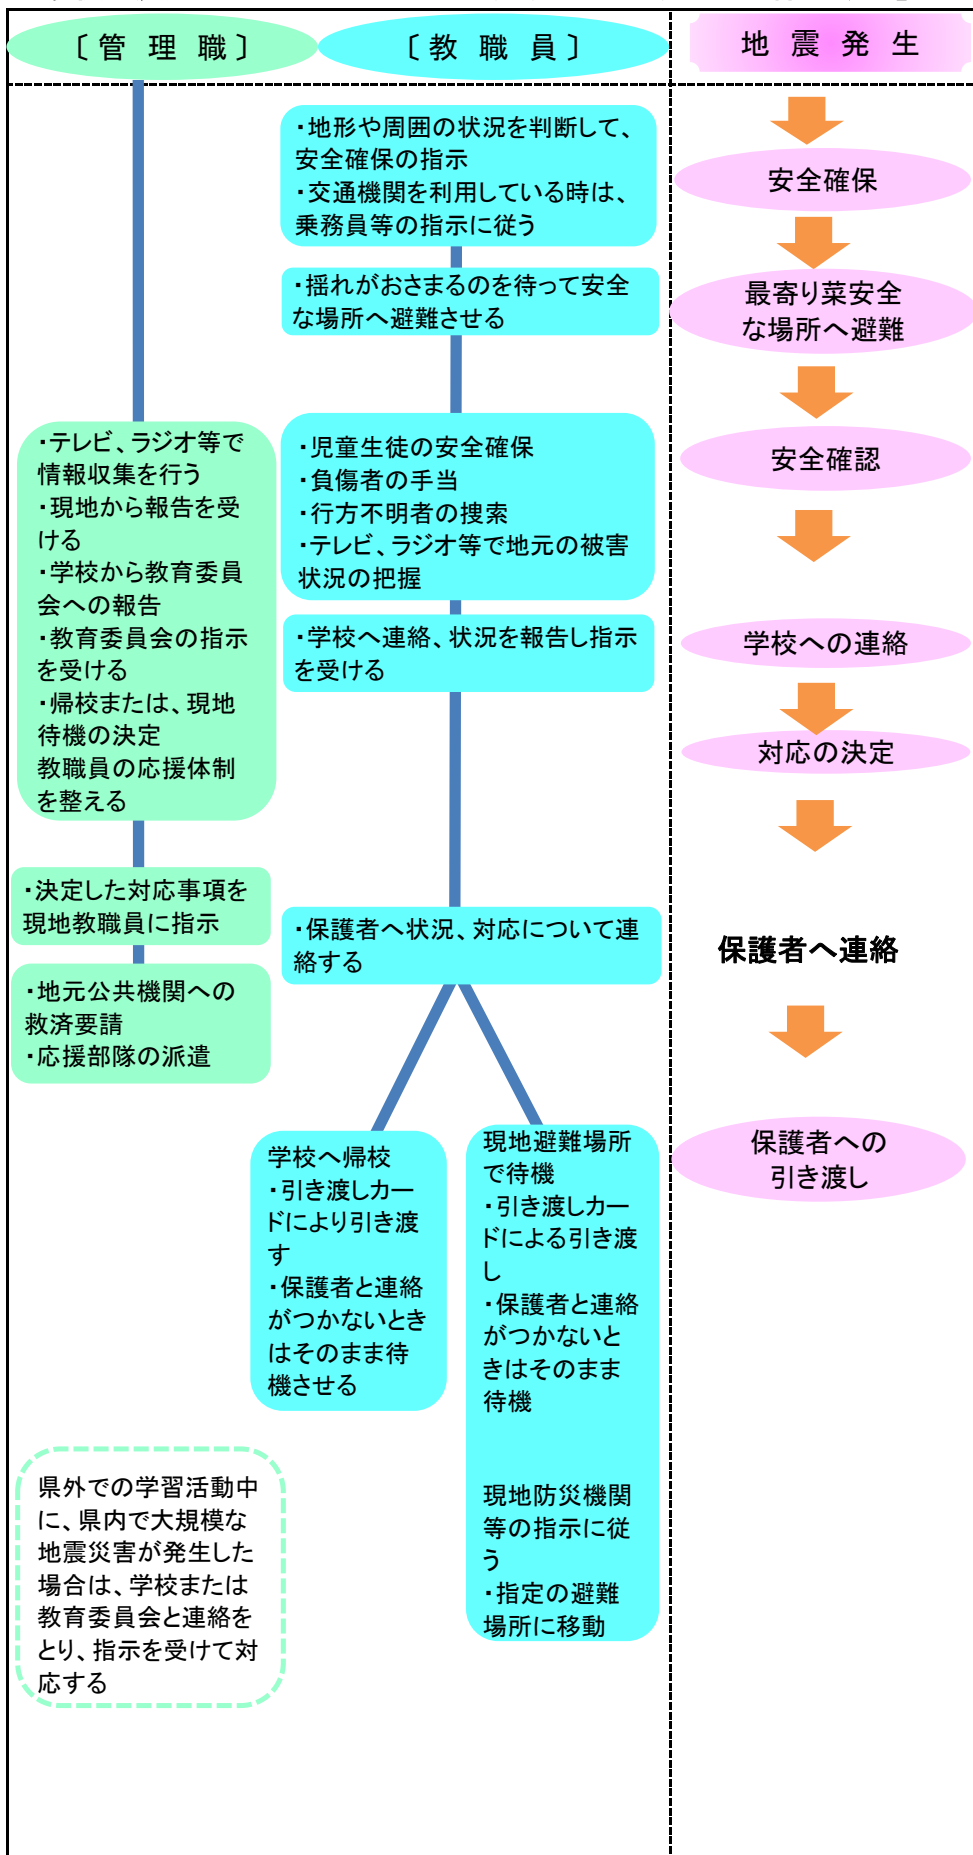 〔管理職〕
〔教職員〕
地震発生
・地形や周囲の状況を判断して、
安全確保の指示
・交通機関を利用している時は、
乗務員等の指示に従う
安全確保
・揺れがおさまるのを待って安全
な場所へ避難させる
最寄り菜安全
な場所へ避難
・テレビ、ラジオ等で
情報収集を行う
・現地から報告を受
ける
・学校から教育委員
会への報告
・教育委員会の指示
を受ける
・帰校または、現地
待機の決定
教職員の応援体制
を整える
・児童生徒の安全確保
・負傷者の手当
・行方不明者の捜索
・テレビ、ラジオ等で地元の被害
状況の把握
安全確認
・学校へ連絡、状況を報告し指示
を受ける
学校への連絡
対応の決定
・決定した対応事項を
現地教職員に指示
・保護者へ状況、対応について連
絡する
保護者へ連絡
・地元公共機関への
救済要請
・応援部隊の派遣
学校へ帰校
・引き渡しカー
ドにより引き渡
す
・保護者と連絡
がつかないとき
はそのまま待
機させる
現地避難場所
で待機
・引き渡しカー
ドによる引き渡
し
・保護者と連絡
がつかないと
きはそのまま
待機
現地防災機関
等の指示に従
う
・指定の避難
場所に移動
保護者への
引き渡し
県外での学習活動中
に、県内で大規模な
地震災害が発生した
場合は、学校または
教育委員会と連絡を
とり、指示を受けて対
応する